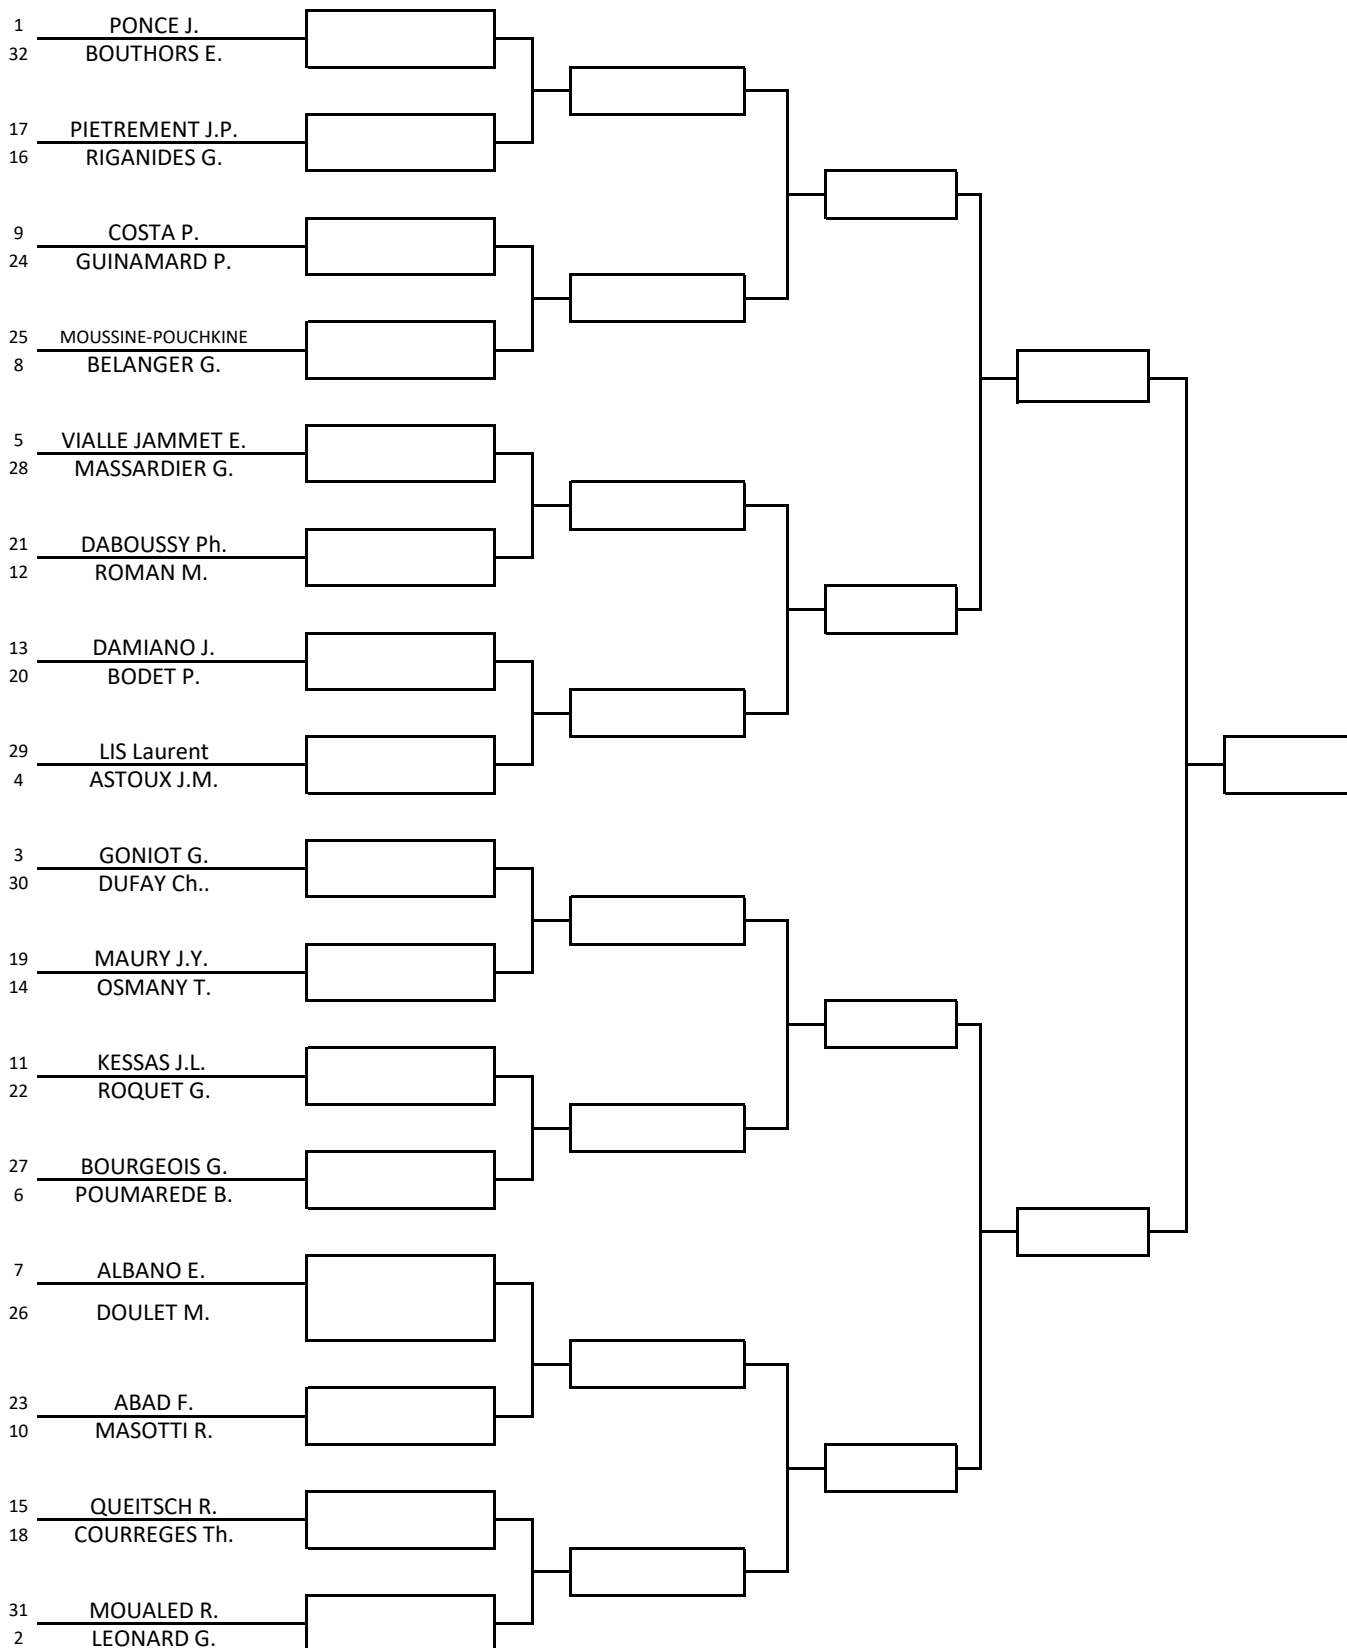 1 PONCE J.
32 BOUTHORS E.
17 PIETREMENT J.P.
16 RIGANIDES G.
9 COSTA P.
24 GUINAMARD P.
25 MOUSSINE-POUCHKINE
8 BELANGER G.
5 VIALLE JAMMET E.
28 MASSARDIER G.
21 DABOUSSY Ph.
12 ROMAN M.
13 DAMIANO J.
20 BODET P.
29 LIS Laurent
4 ASTOUX J.M.
3 GONIOT G.
30 DUFAY Ch..
19 MAURY J.Y.
14 OSMANY T.
11 KESSAS J.L.
22 ROQUET G.
27 BOURGEOIS G.
6 POUMAREDE B.
7 ALBANO E.
26 DOULET M.
23 ABAD F.
10 MASOTTI R.
15 QUEITSCH R.
18 COURREGES Th.
31 MOUALED R.
2 LEONARD G.